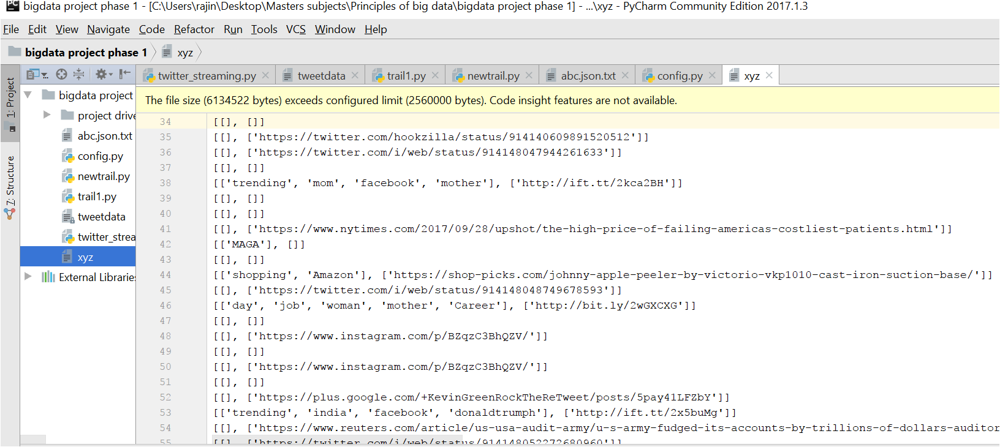 bigdata project phase 1 - [C:\Users\rajin\Desktop\Masters subjects\Principles of big data\bigdata project phase 1] - ...\xyz - PyCharm Community Edition 2017.1.3
File Edit View Navigate Code Refactor Run Tools VCS Window Help
bigdata project phase 1 xyz
twitter_streaming.py tweetdata trail1.py newtrail.py abc.json.txt config.py xyz
1: Project
7: Structure
bigdata project
project drive
abc.json.txt
config.py
newtrail.py
trail1.py
tweetdata
twitter_strea
xyz
External Libraries
The file size (6134522 bytes) exceeds configured limit (2560000 bytes). Code insight features are not available.
34 [[], []]
35 [[], ['https://twitter.com/hookzilla/status/914140609891520512']]
36 [[], ['https://twitter.com/i/web/status/914148047944261633']]
37 [[], []]
38 [['trending', 'mom', 'facebook', 'mother'], ['http://ift.tt/2kca2BH']]
39 [[], []]
40 [[], []]
41 [[], ['https://www.nytimes.com/2017/09/28/upshot/the-high-price-of-failing-americas-costliest-patients.html']]
42 [['MAGA'], []]
43 [[], []]
44 [['shopping', 'Amazon'], ['https://shop-picks.com/johnny-apple-peeler-by-victorio-vkp1010-cast-iron-suction-base/']]
45 [[], ['https://twitter.com/i/web/status/914148048749678593']]
46 [['day', 'job', 'woman', 'mother', 'Career'], ['http://bit.ly/2wGXCXG']]
47 [[], []]
48 [[], ['https://www.instagram.com/p/BZqzC3BhQZV/']]
49 [[], []]
50 [[], ['https://www.instagram.com/p/BZqzC3BhQZV/']]
51 [[], []]
52 [[], ['https://plus.google.com/+KevinGreenRockTheReTweet/posts/5pay41LFZbY']]
53 [['trending', 'india', 'facebook', 'donaldtrumph'], ['http://ift.tt/2x5buMg']]
54 [[], ['https://www.reuters.com/article/us-usa-audit-army/u-s-army-fudged-its-accounts-by-trillions-of-dollars-auditor
55 [[], ['https://twitter.com/i/web/status/914148052272680960']]